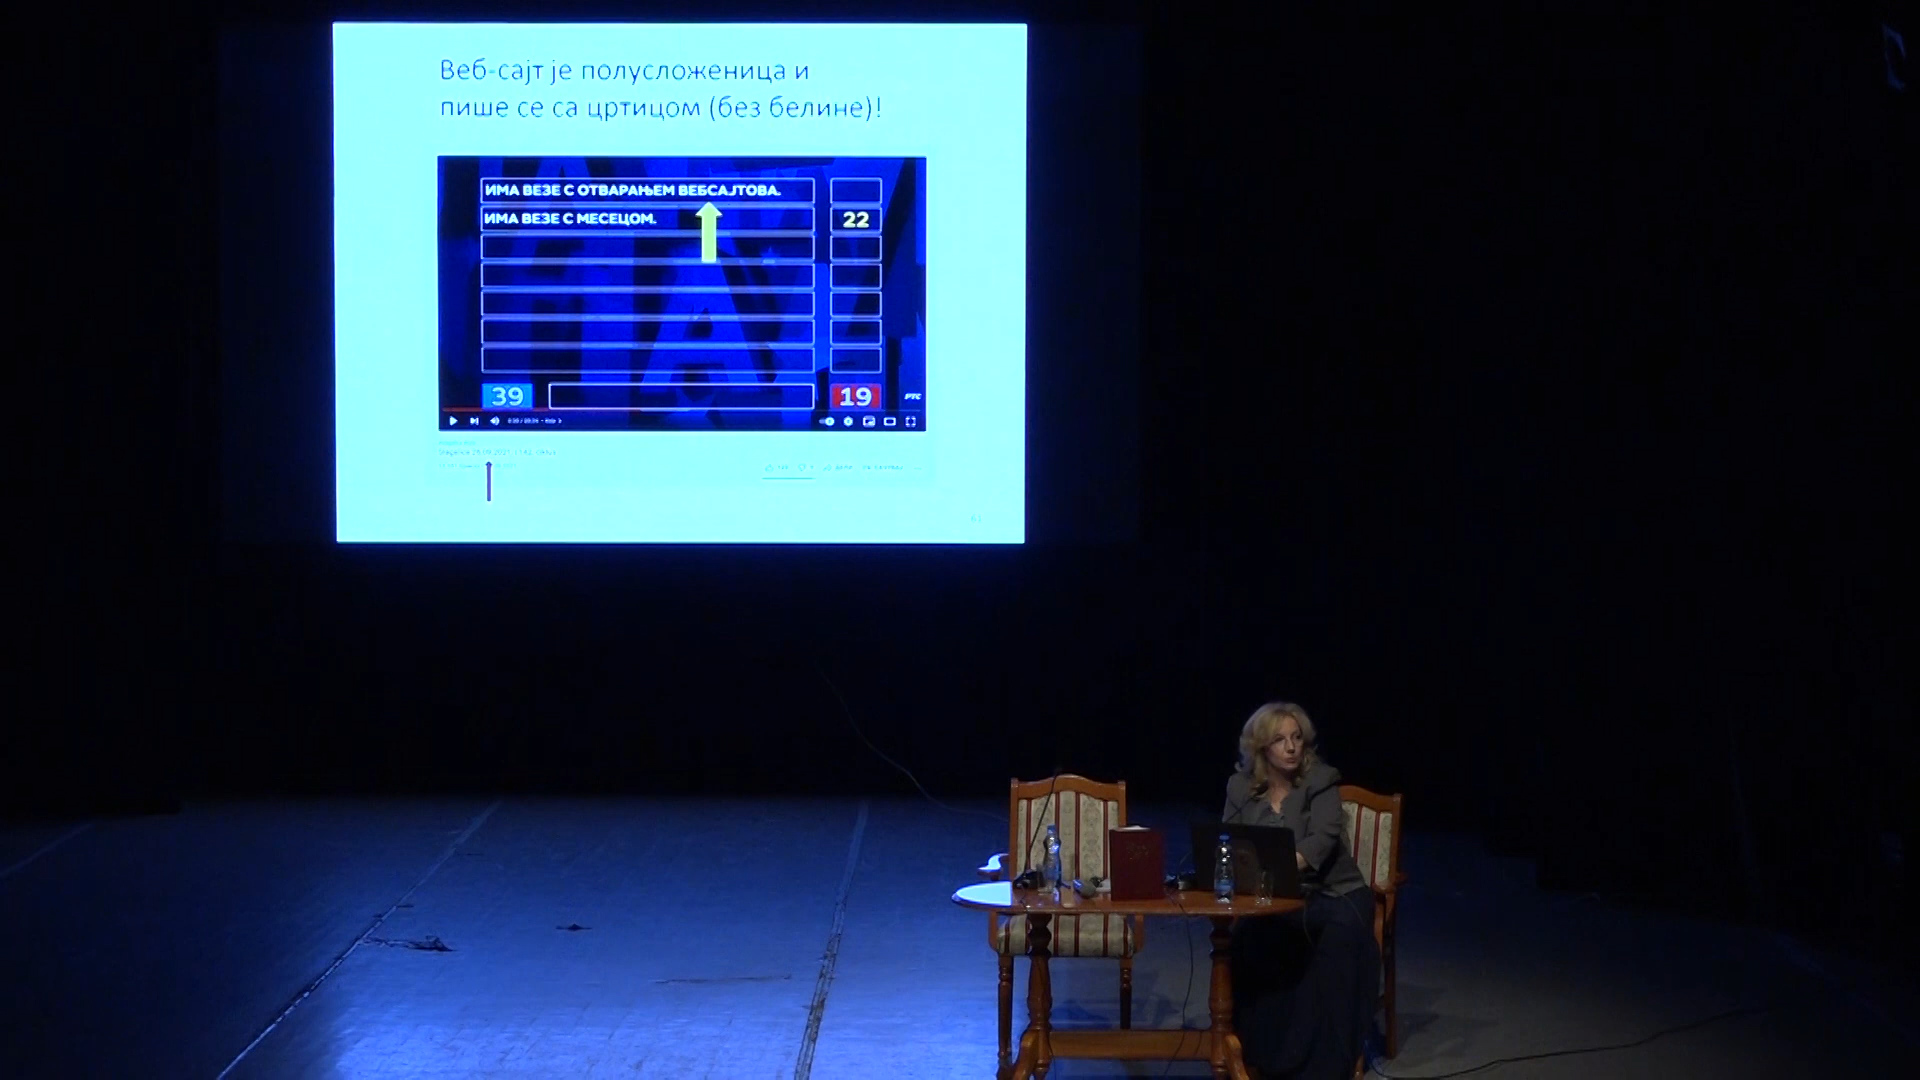 Веб-сајт је полусложеница и
пише се са цртицом (без белине)!
ИМА ВЕЗЕ С ОТВАРАЊЕМ ВЕБСАЈТОВА.
ИМА ВЕЗЕ С МЕСЕЦОМ.
22
39
19
РТС
61